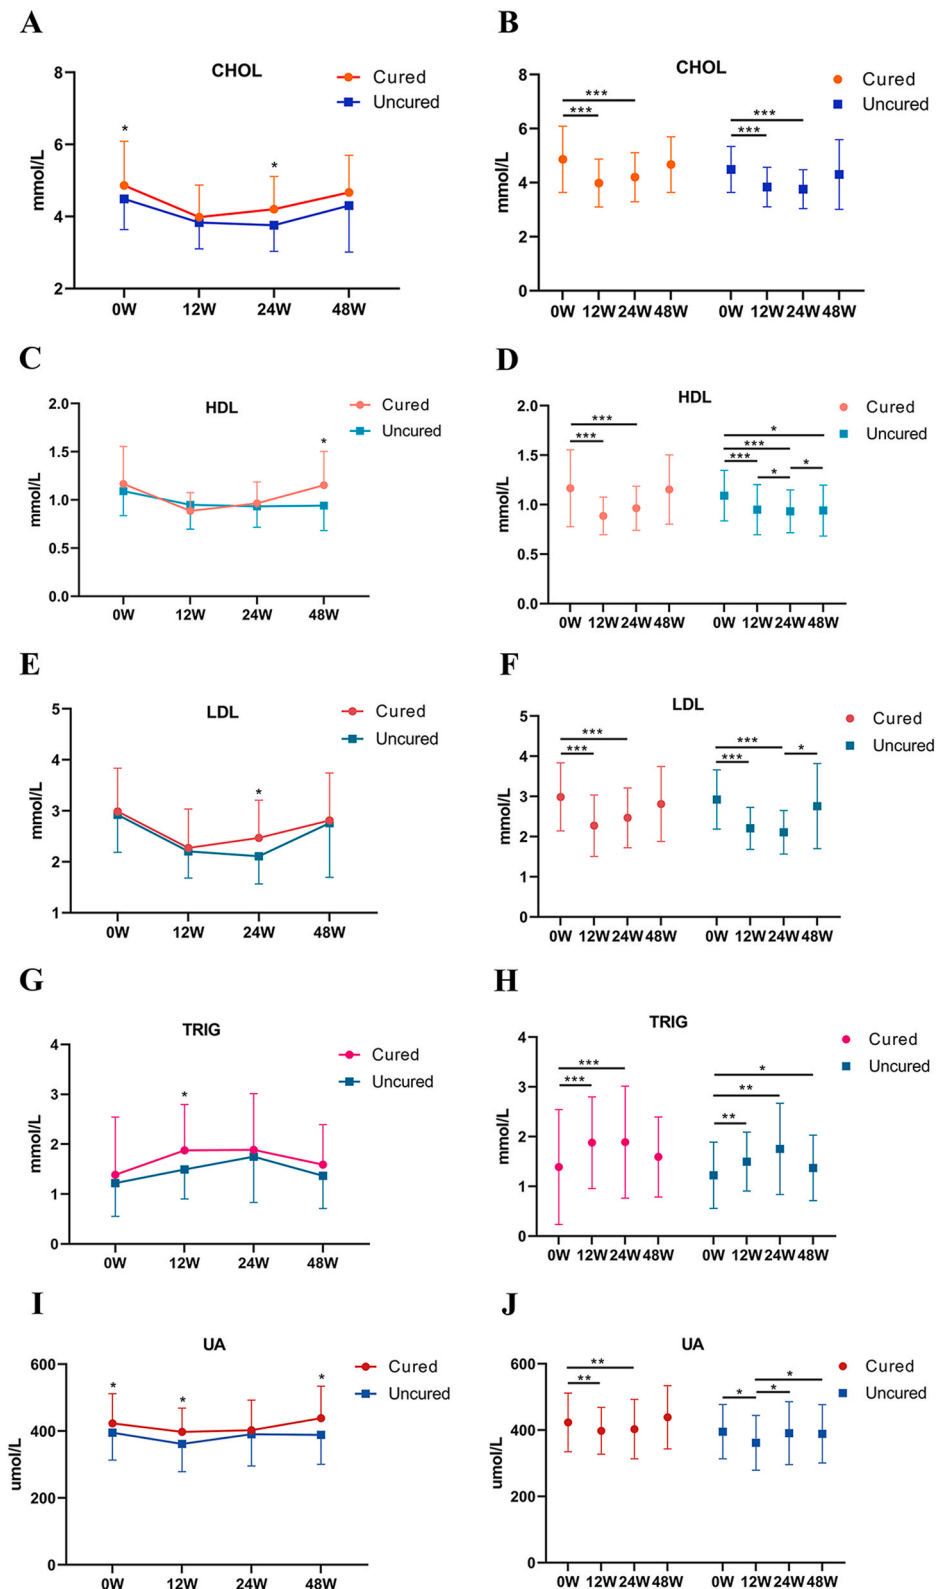 A
CHOL
Cured
Uncured
mmol/L
8
6
4
2
*
*
0W 12W 24W 48W
B
CHOL
Cured
Uncured
mmol/L
8
6
4
2
0
***
***
***
***
0W 12W 24W 48W 0W 12W 24W 48W
C
HDL
Cured
Uncured
mmol/L
2.0
1.5
1.0
0.5
0.0
*
0W 12W 24W 48W
D
HDL
Cured
Uncured
mmol/L
2.0
1.5
1.0
0.5
0.0
***
***
*
***
***
*
*
0W 12W 24W 48W 0W 12W 24W 48W
E
LDL
Cured
Uncured
mmol/L
5
4
3
2
1
*
0W 12W 24W 48W
F
LDL
Cured
Uncured
mmol/L
5
4
3
2
1
0
***
***
***
*
***
0W 12W 24W 48W 0W 12W 24W 48W
G
TRIG
Cured
Uncured
mmol/L
4
3
2
1
0
*
0W 12W 24W 48W
H
TRIG
Cured
Uncured
mmol/L
4
3
2
1
0
***
***
*
**
**
0W 12W 24W 48W 0W 12W 24W 48W
I
UA
Cured
Uncured
umol/L
600
400
200
0
*
*
*
0W 12W 24W 48W
J
UA
Cured
Uncured
umol/L
600
400
200
0
**
**
*
*
*
0W 12W 24W 48W 0W 12W 24W 48W